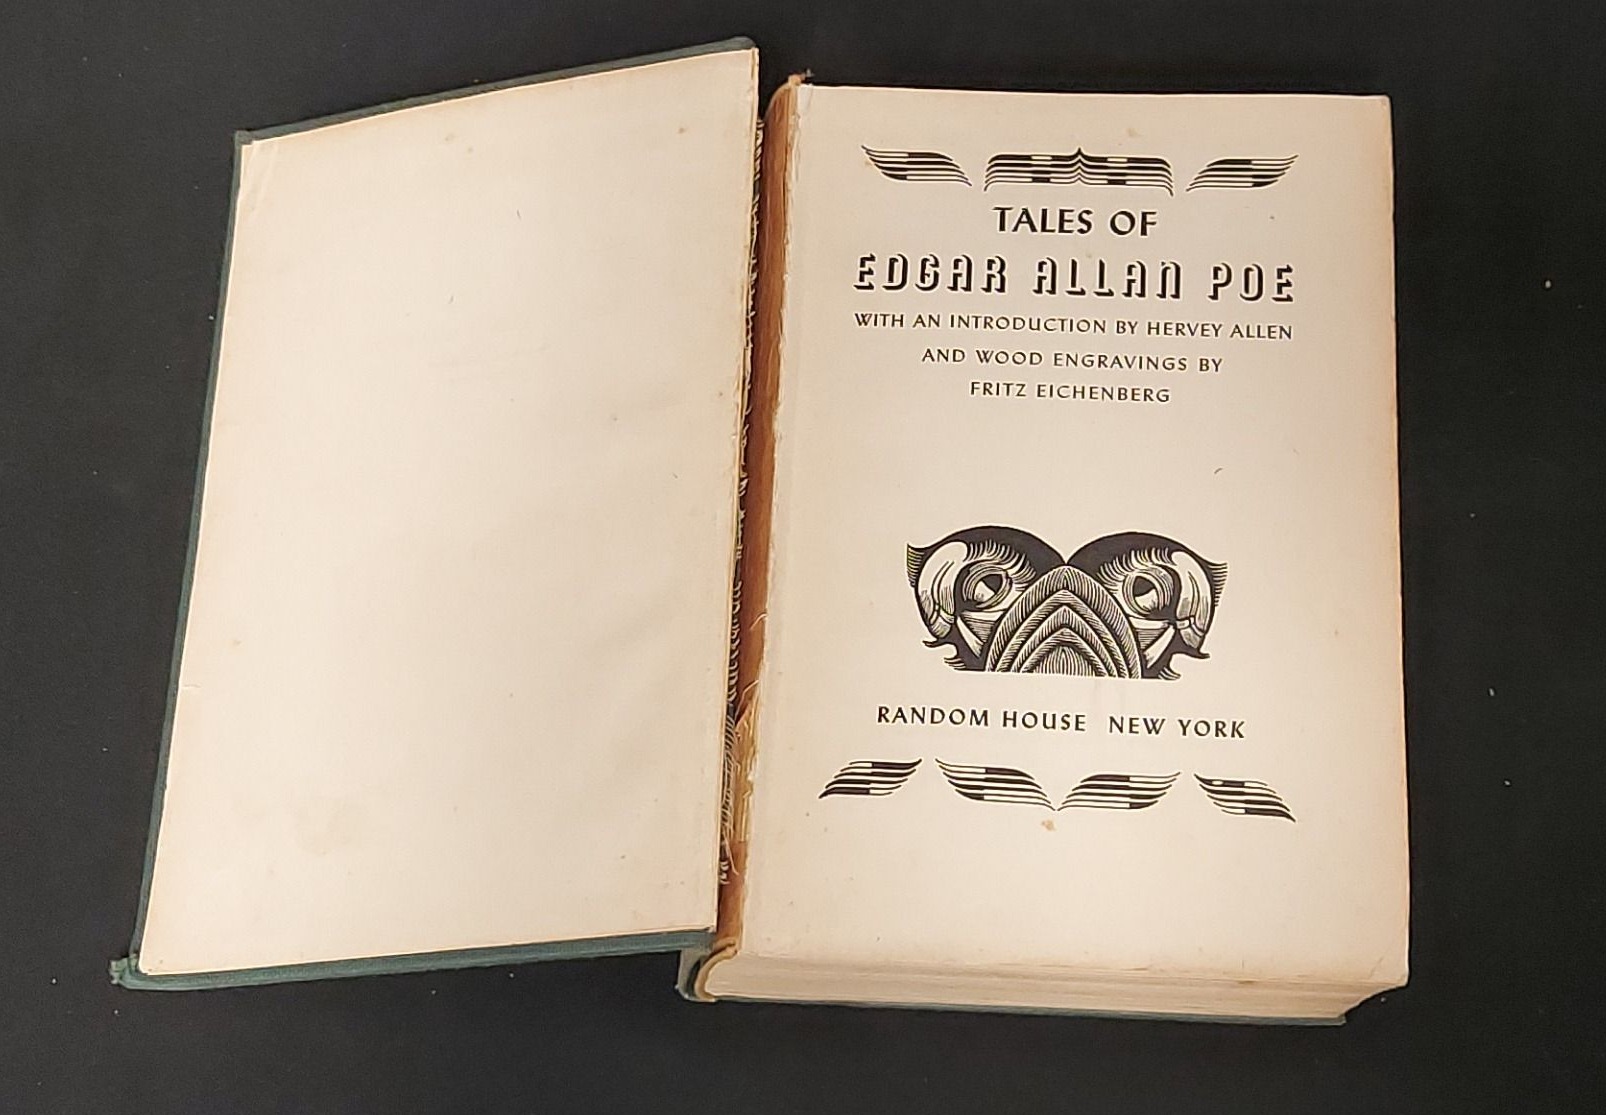 TALES OF
EDGAR ALLAN POE
WITH AN INTRODUCTION BY HERVEY ALLEN
AND WOOD ENGRAVINGS BY
FRITZ EICHENBERG
RANDOM HOUSE NEW YORK